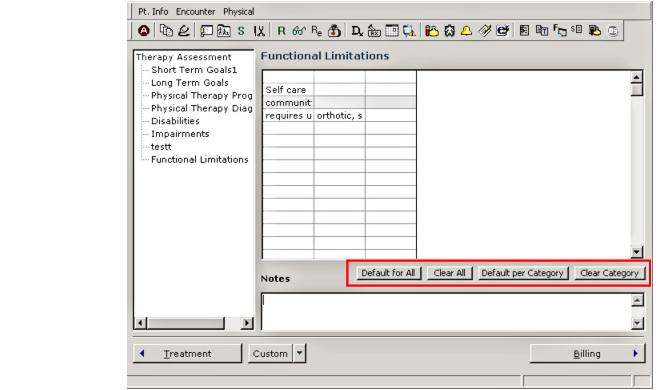 Pt. Info Encounter Physical
S
R
Re
Dx
Therapy Assessment
Short Term Goals1
Long Term Goals
Physical Therapy Prog
Physical Therapy Diag
Disabilities
Impairments
testt
Functional Limitations
Functional Limitations
Self care
communit
requires u orthotic, s
Default for All Clear All Default per Category Clear Category
Notes
Treatment Custom Billing